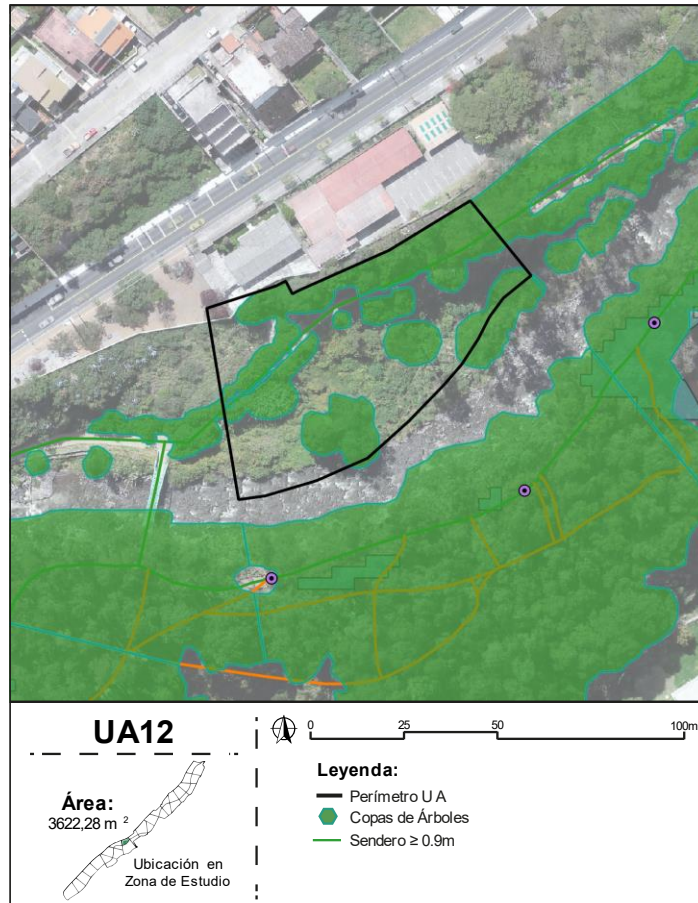 UA12
Área:
3622,28 m 2
Ubicación en
Zona de Estudio
0 25 50 100m
Leyenda:
Perímetro U A
Copas de Árboles
Sendero ≥ 0.9m